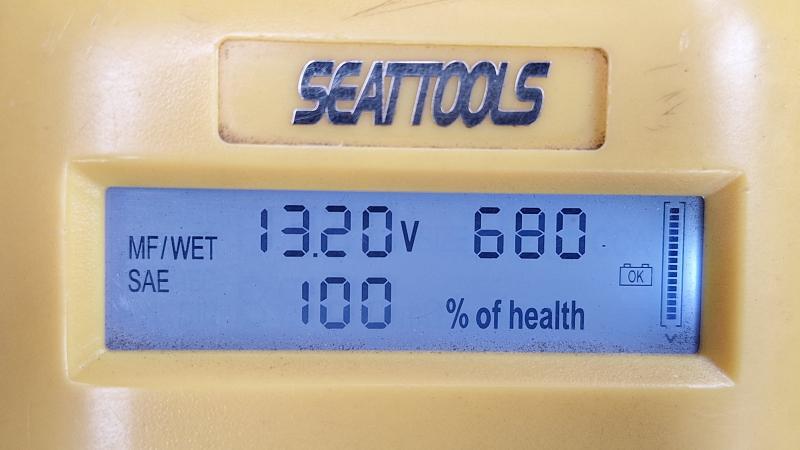 SEATTOOLS
MF/WET 13.20V 680
SAE 100 % of health
OK